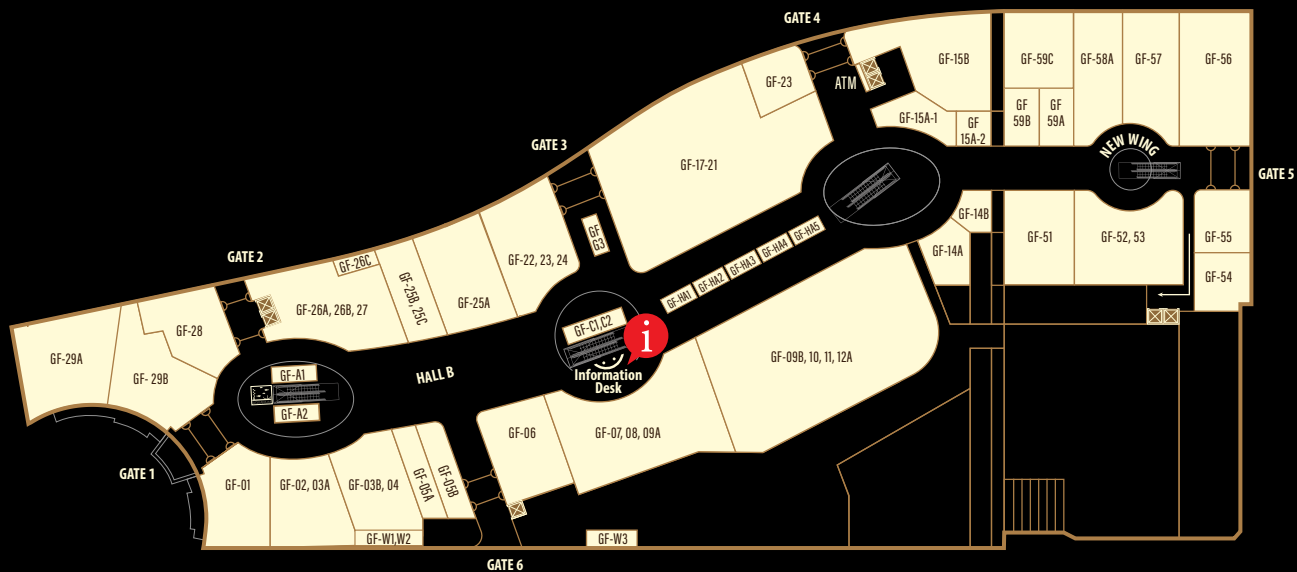 GATE 4
GF-15B
GF-59C
GF-58A
GF-57
GF-56
GF-23
ATM
GF
59B
GF
59A
GF-15A-1
GF
15A-2
GATE 3
NEW WING
GF-17-21
GATE 5
GF-14B
GF
G3
GF-HA1
GF-HA2
GF-HA3
GF-HA4
GF-HA5
GF-14A
GF-51
GF-52, 53
GF-55
GF-54
GATE 2
GF-26C
GF-22, 23, 24
GF-25B, 25C
GF-25A
GF-26A, 26B, 27
GF-28
GF-29A
GF- 29B
GF-C1,C2
i
Information
Desk
GF-09B, 10, 11, 12A
HALL B
GF-A1
GF-A2
GF-06
GF-07, 08, 09A
GATE 1
GF-01
GF-02, 03A
GF-03B, 04
GF-05A
GF-05B
GF-W1,W2
GF-W3
GATE 6